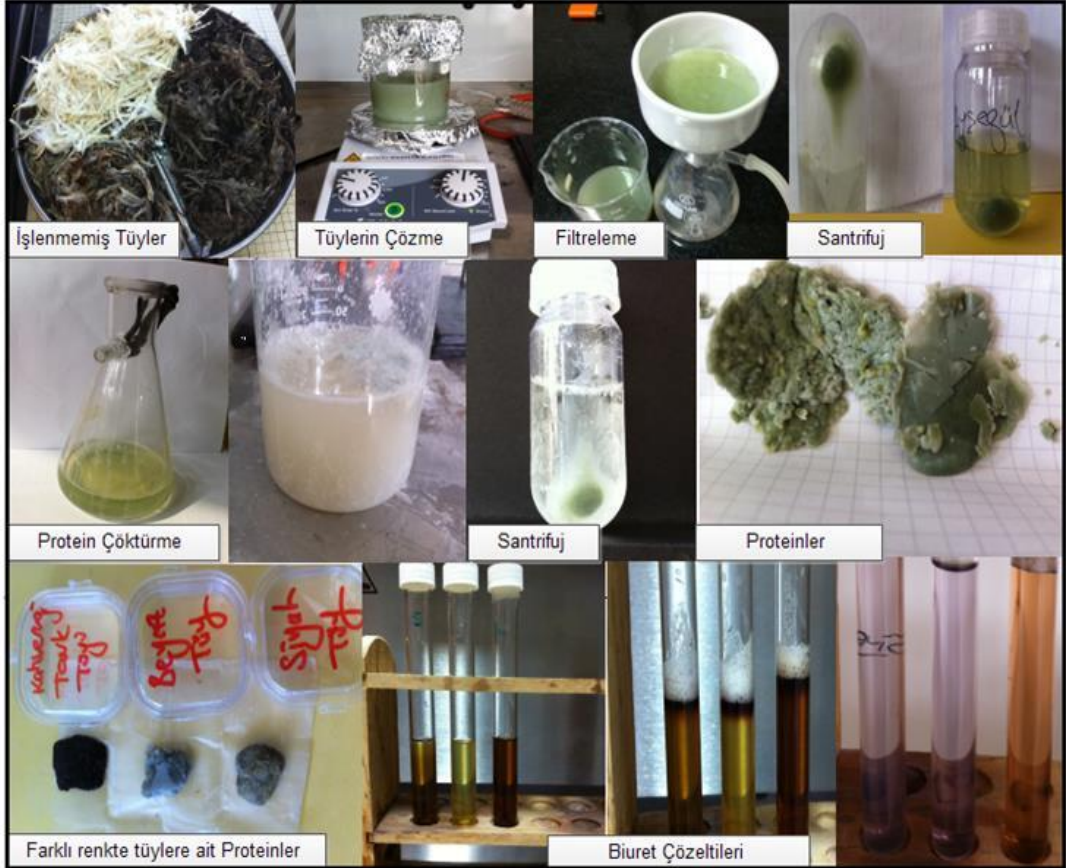 İşlenmemiş Tüyler
Tüylerin Çözme
Filtreleme
Santrifuj
Ayşegül
Protein Çöktürme
Santrifuj
Proteinler
Kahverengi
Tavuk
Tüyü
Beyaz
Tüy
Siyah
Tüy
Farklı renkte tüylere ait Proteinler
Biuret Çözeltileri